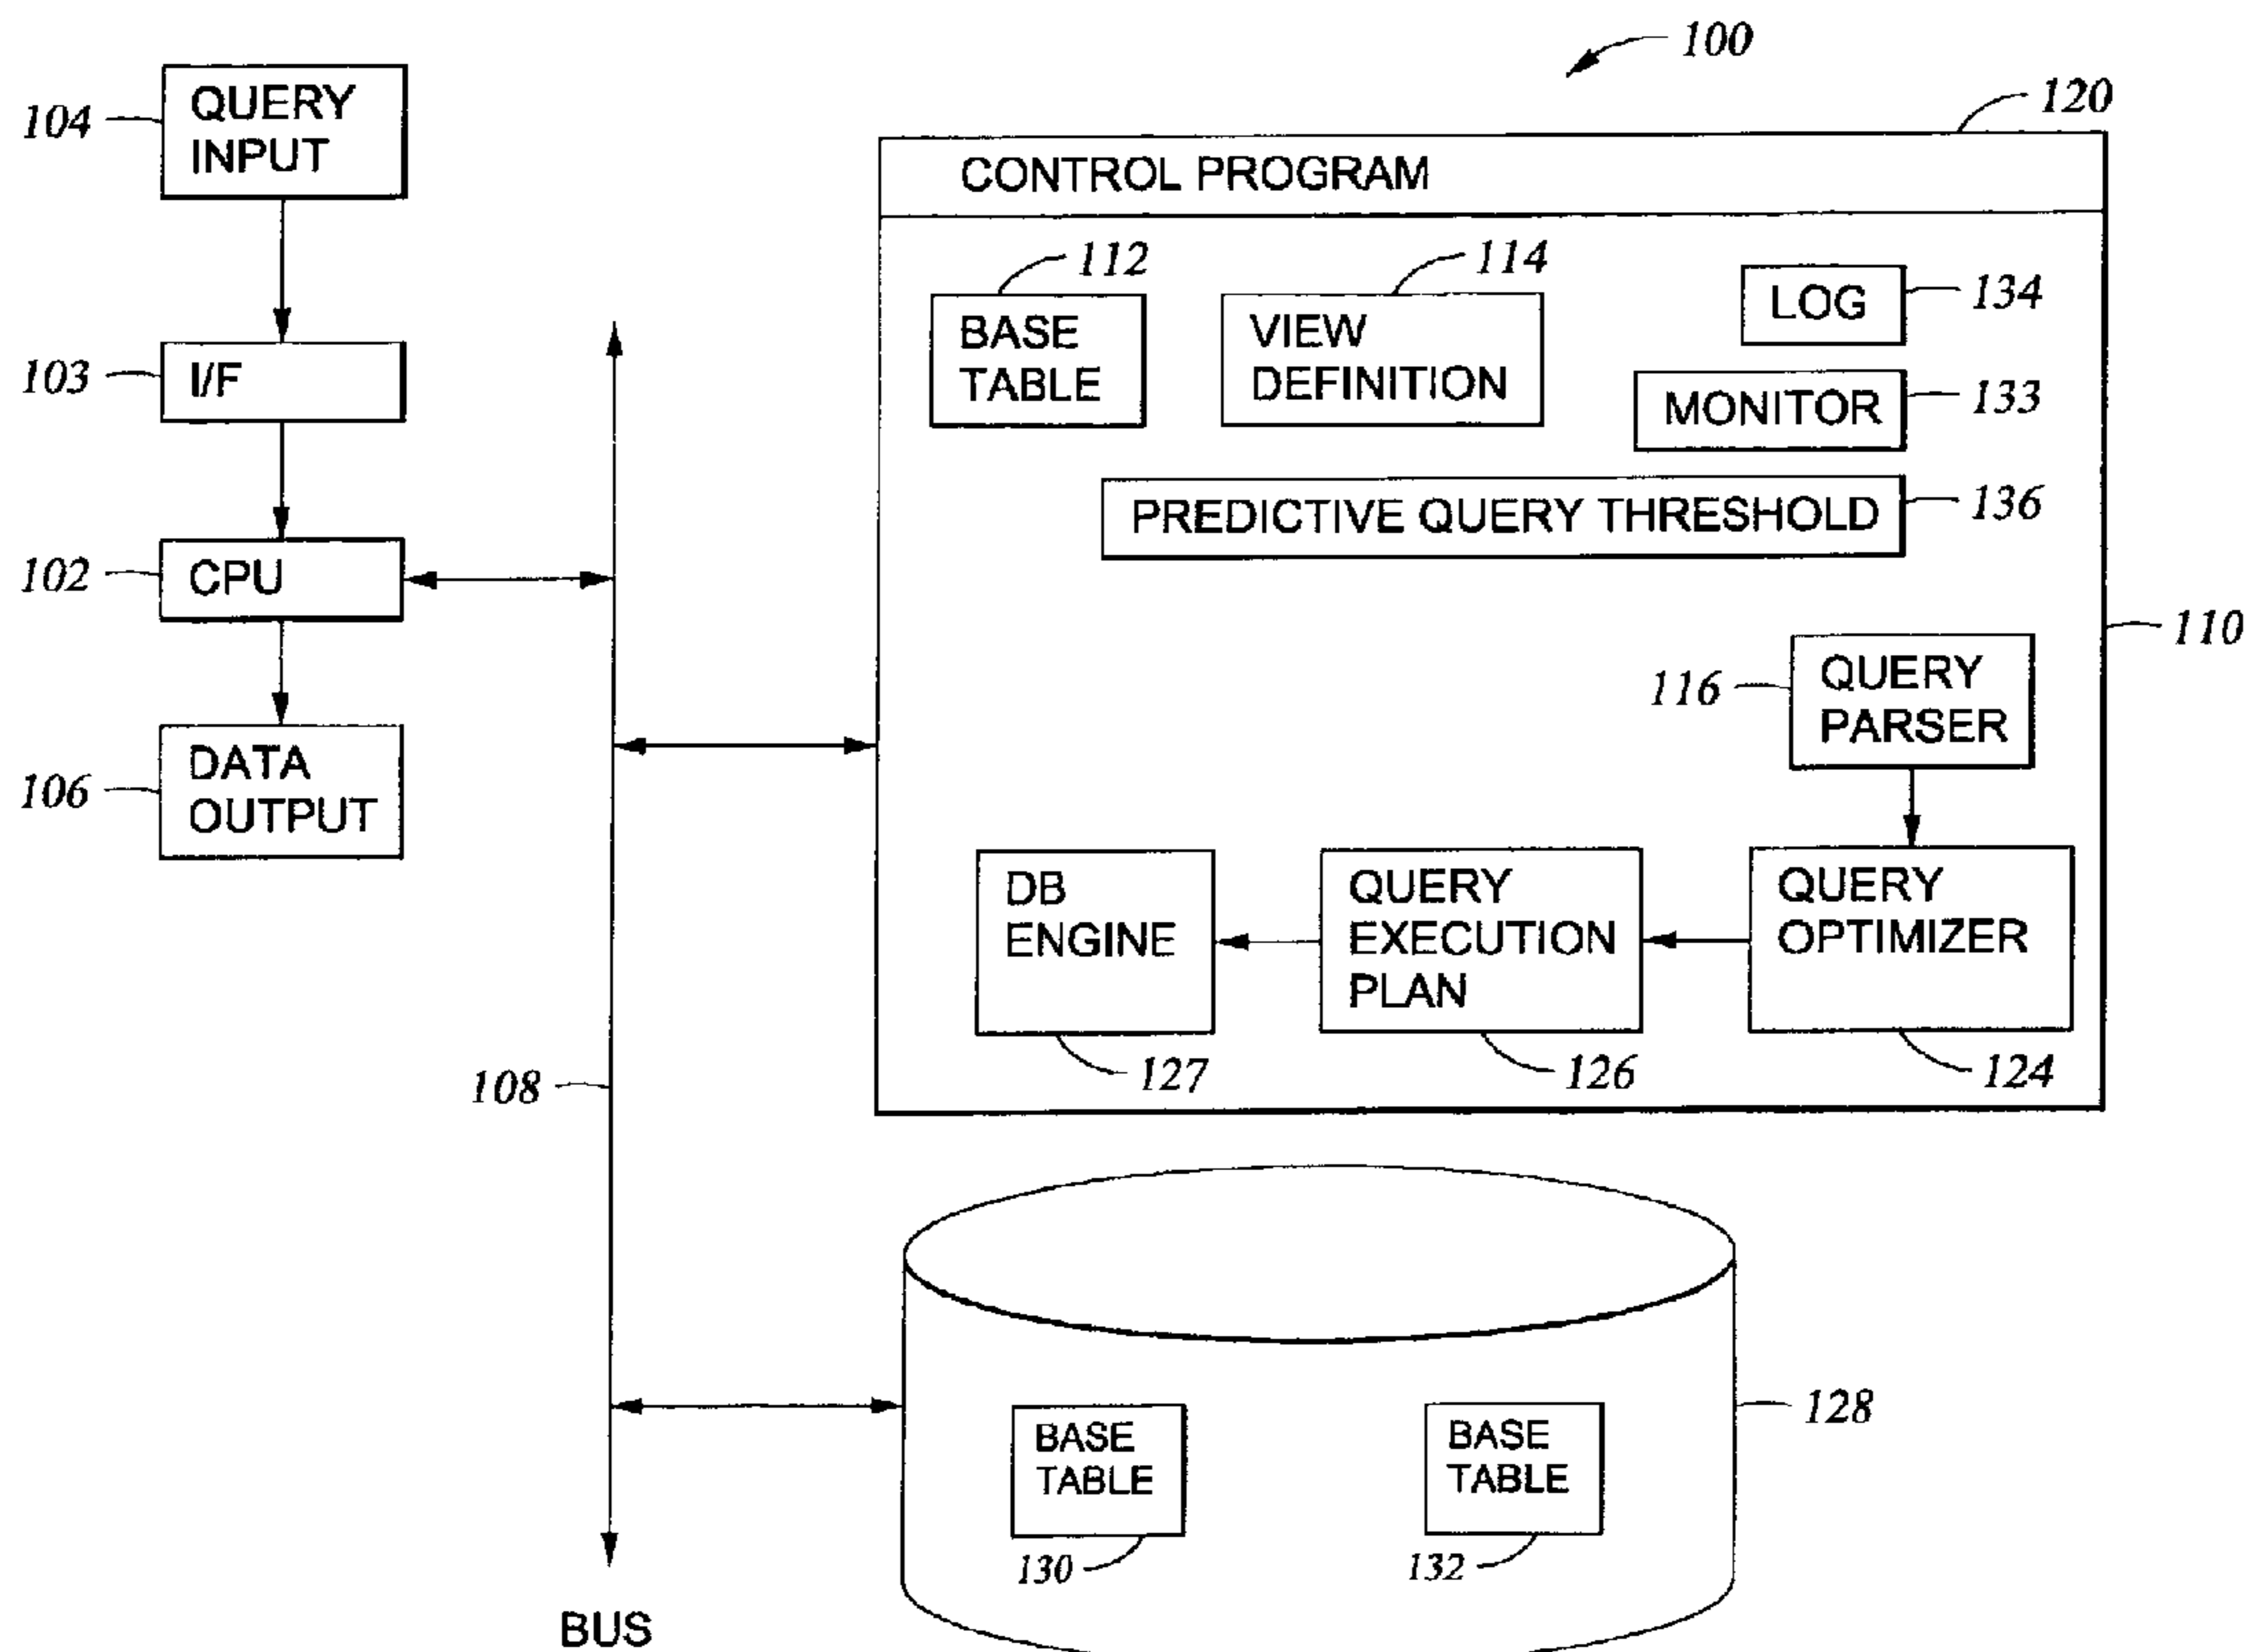 100
104
QUERY
INPUT
120
CONTROL PROGRAM
112
BASE
TABLE
114
VIEW
DEFINITION
LOG
134
103
I/F
MONITOR
133
PREDICTIVE QUERY THRESHOLD
136
102
CPU
110
116
QUERY
PARSER
106
DATA
OUTPUT
DB
ENGINE
127
QUERY
EXECUTION
PLAN
126
QUERY
OPTIMIZER
124
108
128
BASE
TABLE
130
BASE
TABLE
132
BUS